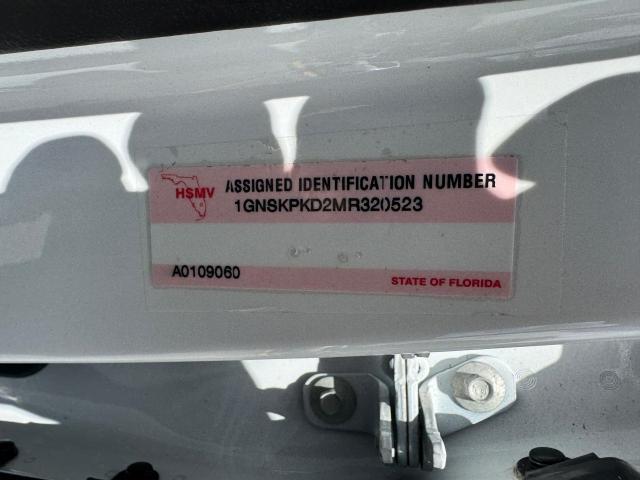 HSMV ASSIGNED IDENTIFICATION NUMBER
1GNSKPKD2MR320523
A0109060
STATE OF FLORIDA